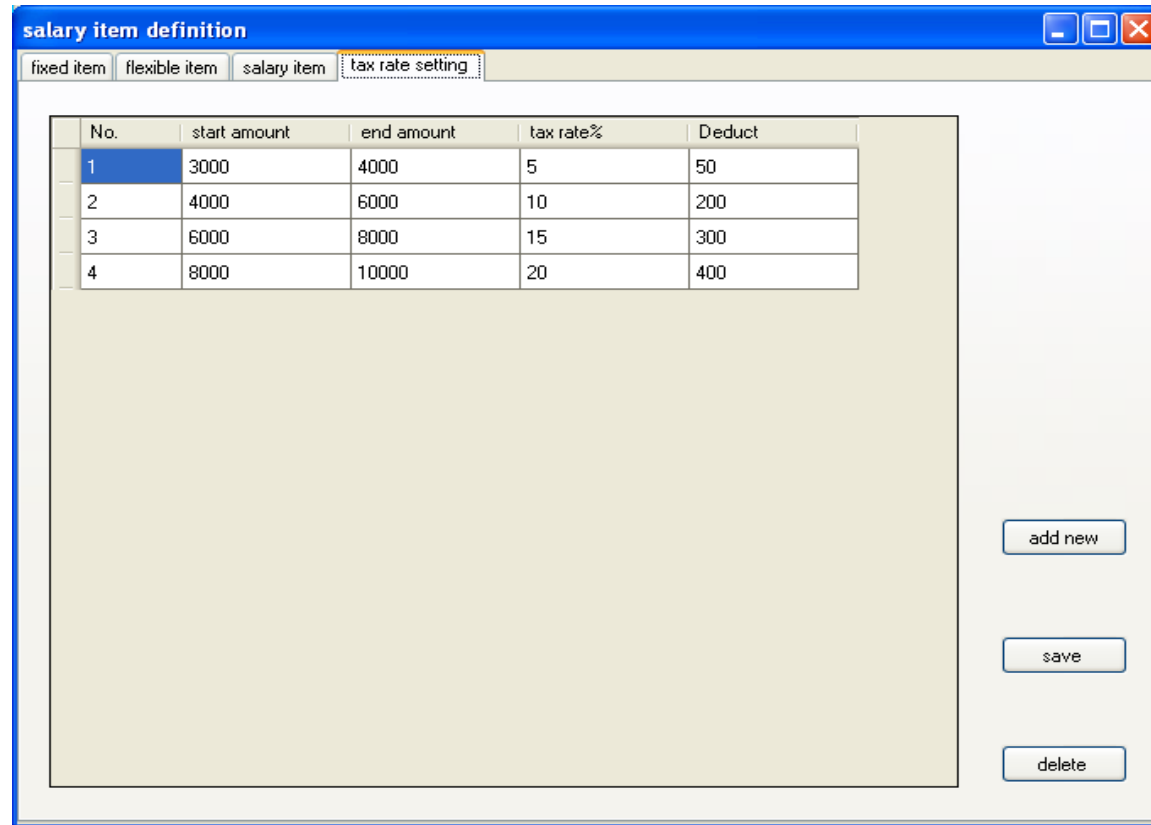 salary item definition
fixed item flexible item salary item tax rate setting
No. start amount end amount tax rate% Deduct
1 3000 4000 5 50
2 4000 6000 10 200
3 6000 8000 15 300
4 8000 10000 20 400
add new
save
delete